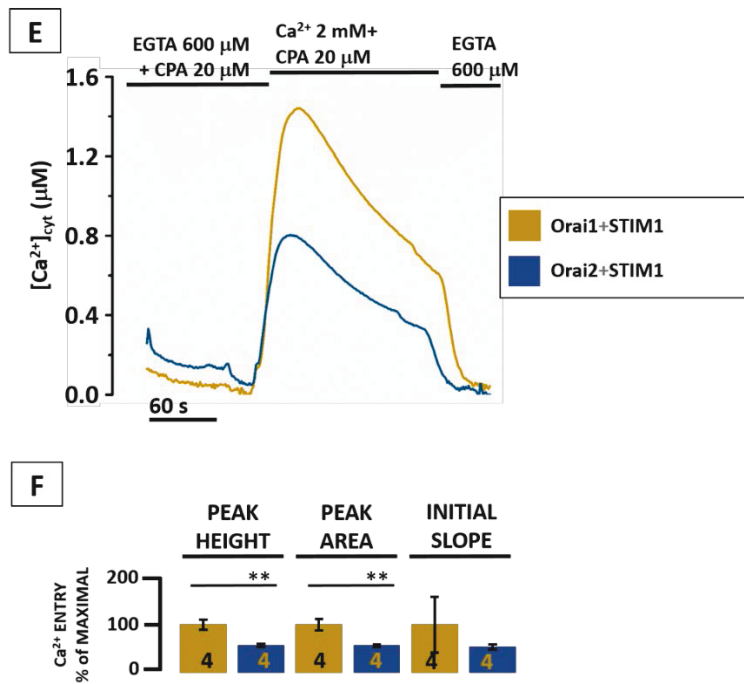 E
EGTA 600 μM
+ CPA 20 μM
Ca²⁺ 2 mM+
CPA 20 μM
EGTA
600 μM
1.6
1.2
0.8
0.4
0.0
[Ca²⁺]cyt (μM)
60 s
Orai1+STIM1
Orai2+STIM1
F
PEAK
HEIGHT
PEAK
AREA
INITIAL
SLOPE
Ca²⁺ ENTRY
% of MAXIMAL
200
100
0
**
**
4 4 4 4 4 4